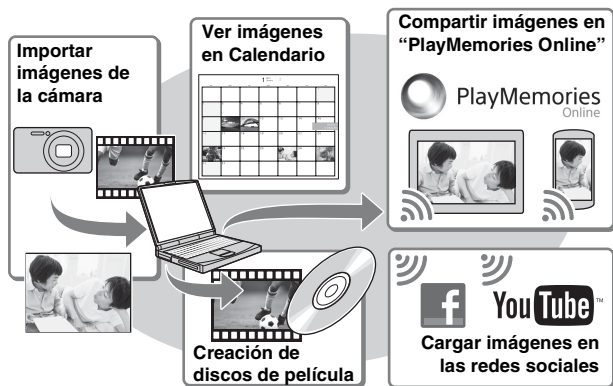 Importar
imágenes de
la cámara
Ver imágenes
en Calendario
Compartir imágenes en
“PlayMemories Online”
PlayMemories
Online
Creación de
discos de película
f
YouTube
Cargar imágenes en
las redes sociales